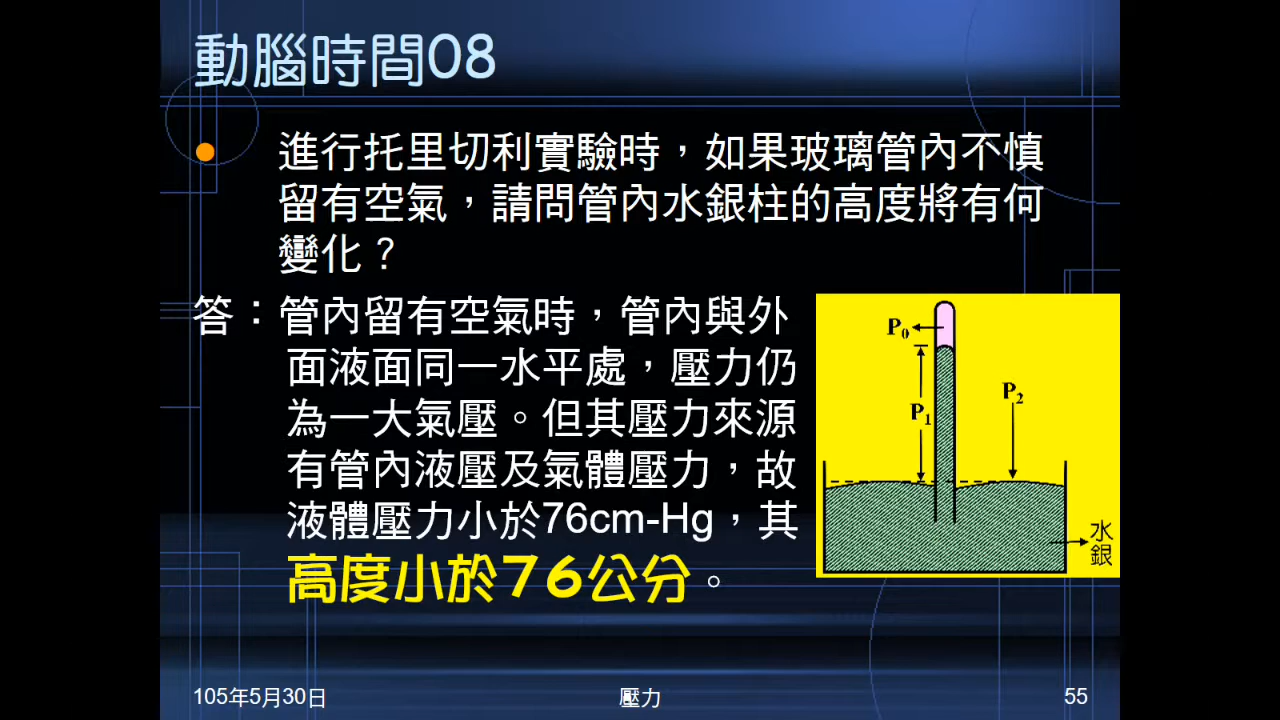 動腦時間08
進行托里切利實驗時，如果玻璃管內不慎
留有空氣，請問管內水銀柱的高度將有何
變化？
答：管內留有空氣時，管內與外
面液面同一水平處，壓力仍
為一大氣壓。但其壓力來源
有管內液壓及氣體壓力，故
液體壓力小於76cm-Hg，其
高度小於76公分。
P0
P1
P2
水
銀
105年5月30日
壓力
55